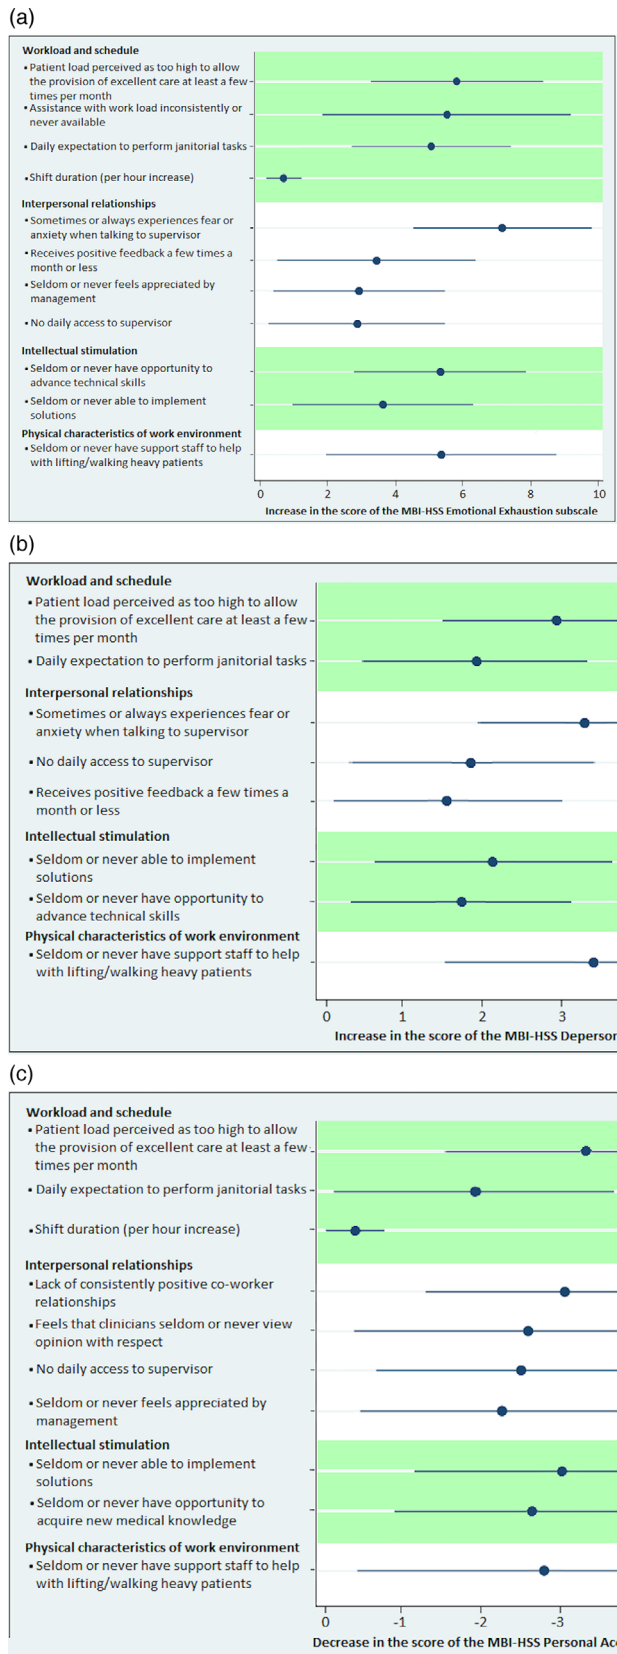 (a)
Workload and schedule
▪ Patient load perceived as too high to allow
the provision of excellent care at least a few
times per month
▪ Assistance with work load inconsistently or
never available
▪ Daily expectation to perform janitorial tasks
▪ Shift duration (per hour increase)
Interpersonal relationships
▪ Sometimes or always experiences fear or
anxiety when talking to supervisor
▪ Receives positive feedback a few times a
month or less
▪ Seldom or never feels appreciated by
management
▪ No daily access to supervisor
Intellectual stimulation
▪ Seldom or never have opportunity to
advance technical skills
▪ Seldom or never able to implement
solutions
Physical characteristics of work environment
▪ Seldom or never have support staff to help
with lifting/walking heavy patients
0 2 4 6 8 10
Increase in the score of the MBI-HSS Emotional Exhaustion subscale
(b)
Workload and schedule
▪ Patient load perceived as too high to allow
the provision of excellent care at least a few
times per month
▪ Daily expectation to perform janitorial tasks
Interpersonal relationships
▪ Sometimes or always experiences fear or
anxiety when talking to supervisor
▪ No daily access to supervisor
▪ Receives positive feedback a few times a
month or less
Intellectual stimulation
▪ Seldom or never able to implement
solutions
▪ Seldom or never have opportunity to
advance technical skills
Physical characteristics of work environment
▪ Seldom or never have support staff to help
with lifting/walking heavy patients
0 1 2 3
Increase in the score of the MBI-HSS Deperson
(c)
Workload and schedule
▪ Patient load perceived as too high to allow
the provision of excellent care at least a few
times per month
▪ Daily expectation to perform janitorial tasks
▪ Shift duration (per hour increase)
Interpersonal relationships
▪ Lack of consistently positive co-worker
relationships
▪ Feels that clinicians seldom or never view
opinion with respect
▪ No daily access to supervisor
▪ Seldom or never feels appreciated by
management
Intellectual stimulation
▪ Seldom or never able to implement
solutions
▪ Seldom or never have opportunity to
acquire new medical knowledge
Physical characteristics of work environment
▪ Seldom or never have support staff to help
with lifting/walking heavy patients
0 -1 -2 -3
Decrease in the score of the MBI-HSS Personal Acc